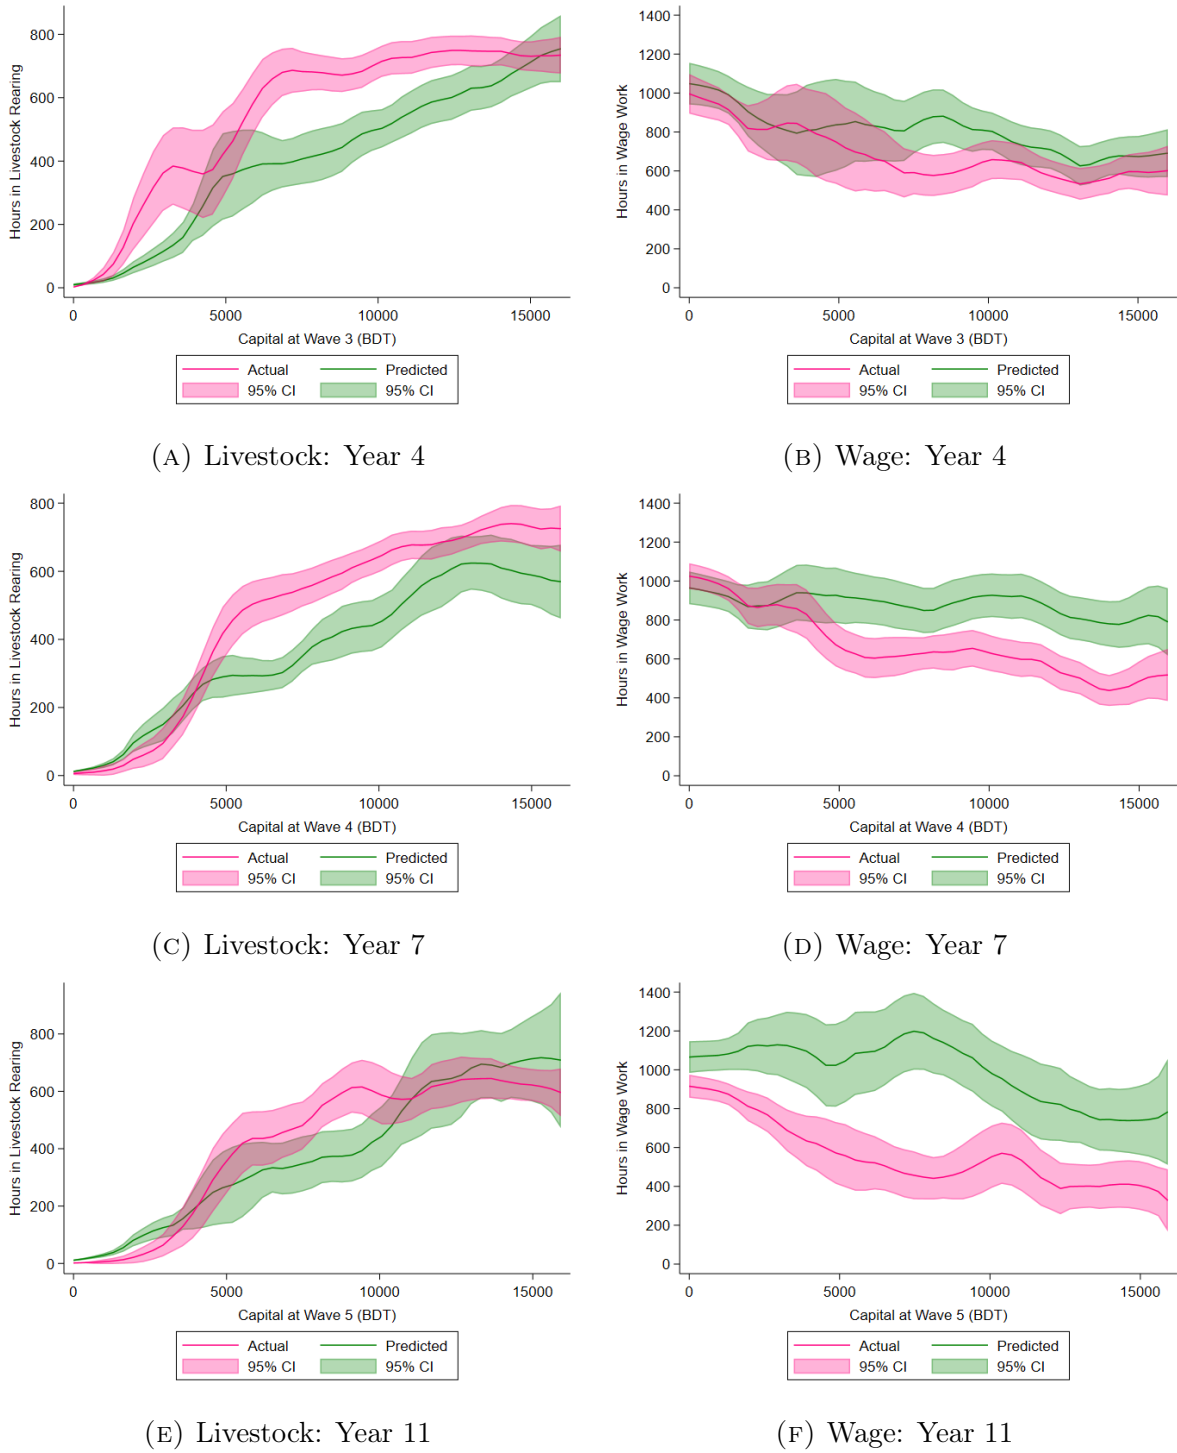 800
600
400
200
0
Hours in Livestock Rearing
0 5000 10000 15000
Capital at Wave 3 (BDT)
Actual Predicted
95% CI 95% CI
(A) Livestock: Year 4
1400
1200
1000
800
600
400
200
0
Hours in Wage Work
0 5000 10000 15000
Capital at Wave 3 (BDT)
Actual Predicted
95% CI 95% CI
(B) Wage: Year 4
800
600
400
200
0
Hours in Livestock Rearing
0 5000 10000 15000
Capital at Wave 4 (BDT)
Actual Predicted
95% CI 95% CI
(C) Livestock: Year 7
1400
1200
1000
800
600
400
200
0
Hours in Wage Work
0 5000 10000 15000
Capital at Wave 4 (BDT)
Actual Predicted
95% CI 95% CI
(D) Wage: Year 7
800
600
400
200
0
Hours in Livestock Rearing
0 5000 10000 15000
Capital at Wave 5 (BDT)
Actual Predicted
95% CI 95% CI
(E) Livestock: Year 11
1400
1200
1000
800
600
400
200
0
Hours in Wage Work
0 5000 10000 15000
Capital at Wave 5 (BDT)
Actual Predicted
95% CI 95% CI
(F) Wage: Year 11